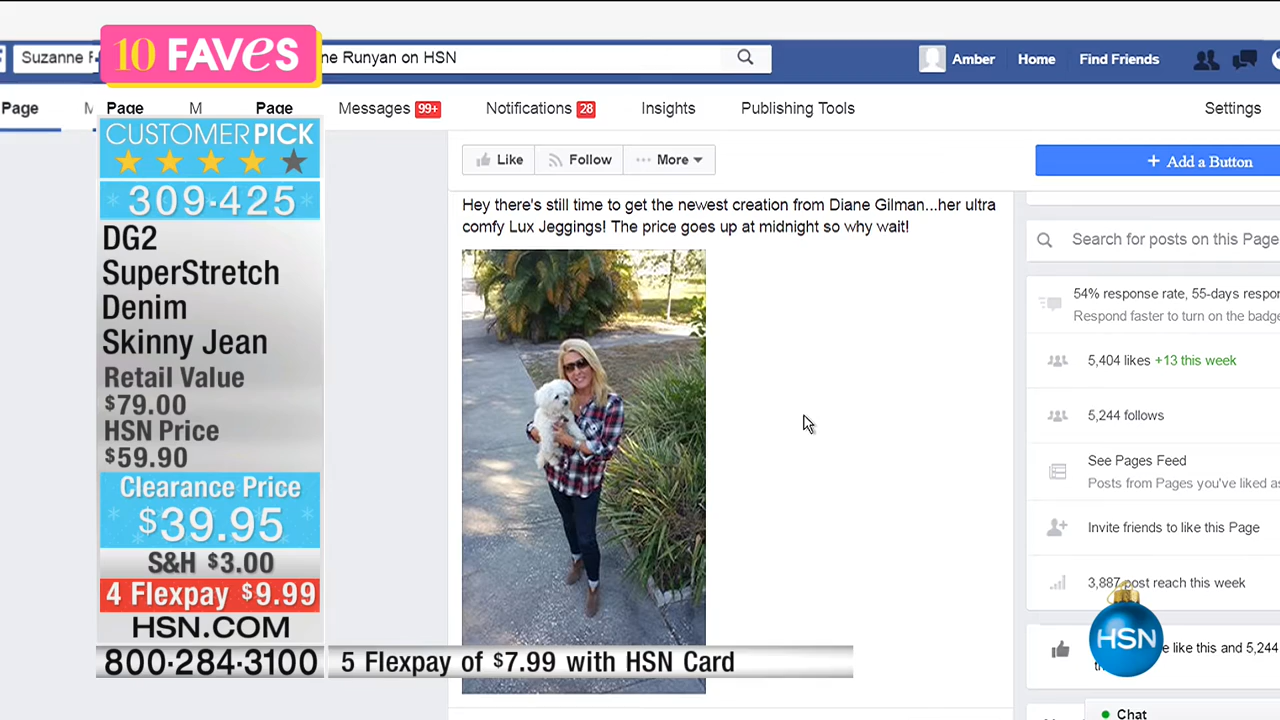 10 FAVES
Suzanne
ne Runyan on HSN
Amber
Home
Find Friends
Page
M
Page
M
Page
Messages 99+
Notifications 28
Insights
Publishing Tools
Settings
CUSTOMER PICK
309-425
DG2
SuperStretch
Denim
Skinny Jean
Retail Value
$79.00
HSN Price
$59.90
Clearance Price
$39.95
S&H $3.00
4 Flexpay $9.99
HSN.COM
800-284-3100
5 Flexpay of $7.99 with HSN Card
Like
Follow
More
+ Add a Button
Hey there's still time to get the newest creation from Diane Gilman...her ultra
comfy Lux Jeggings! The price goes up at midnight so why wait!
Search for posts on this Page
54% response rate, 55-days respon
Respond faster to turn on the badge
5,404 likes +13 this week
5,244 follows
See Pages Feed
Posts from Pages you've liked as
Invite friends to like this Page
3,887 post reach this week
HSN
like this and 5,244
Chat